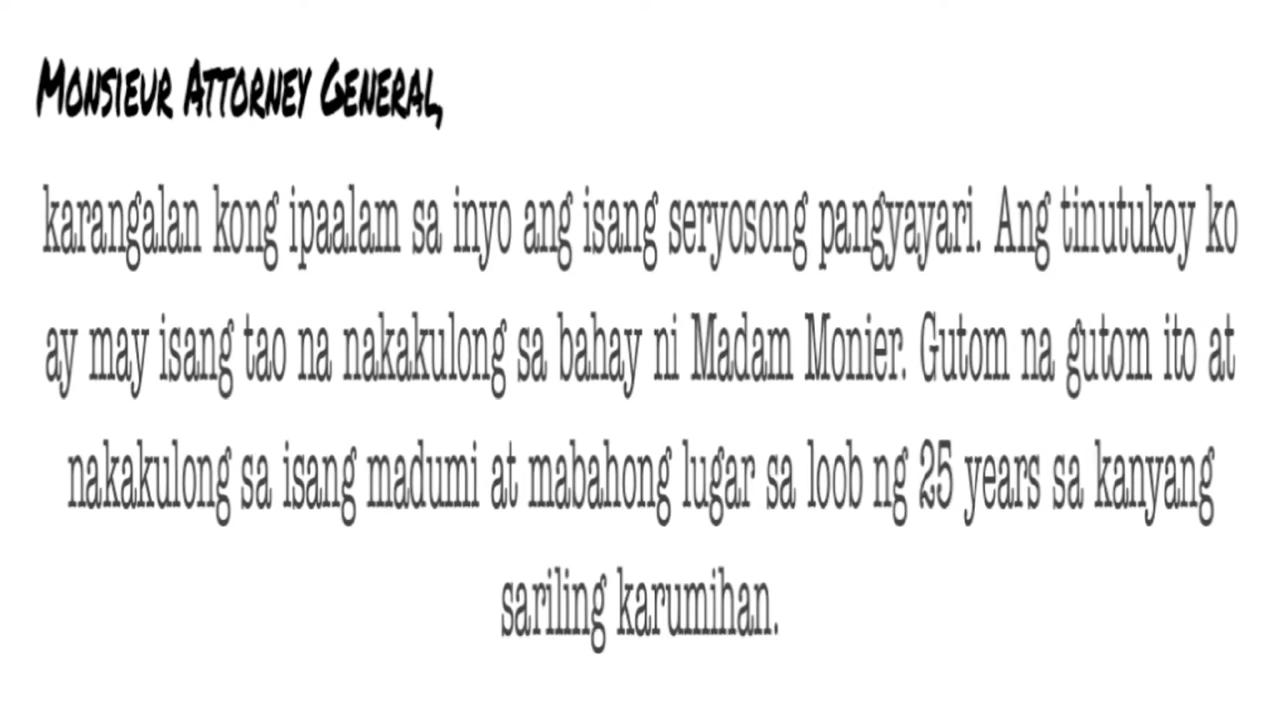 Monsieur Attorney General,
karangalan kong ipaalam sa inyo ang isang seryosong pangyayari. Ang tinutukoy ko
ay may isang tao na nakakulong sa bahay ni Madam Monier. Gutom na gutom ito at
nakakulong sa isang madumi at mabahong lugar sa loob ng 25 years sa kanyang
sariling karumihan.